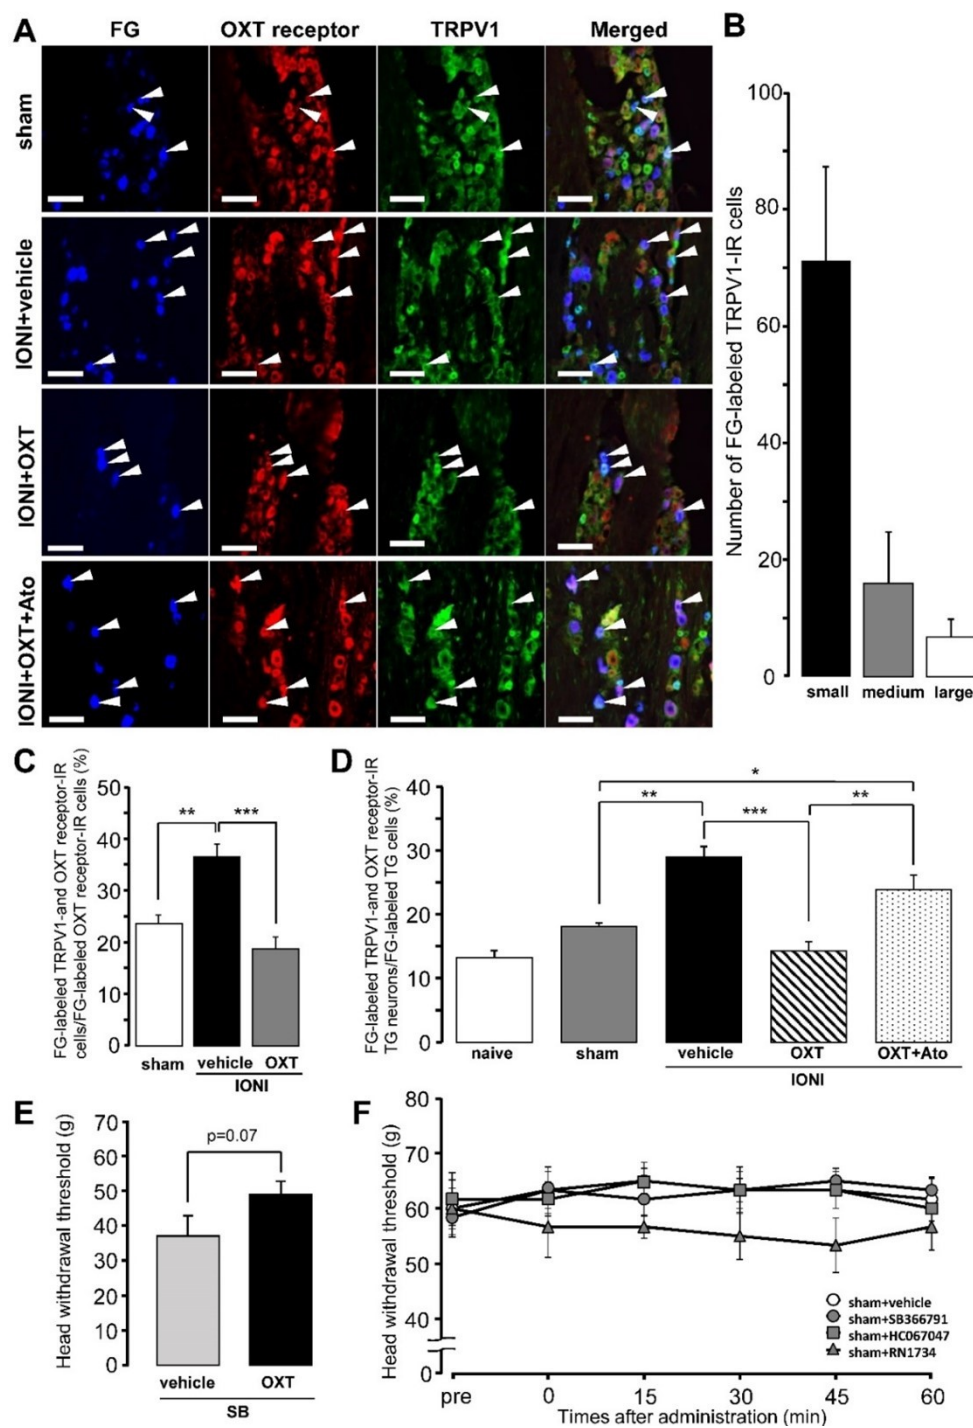 A
FG
OXT receptor
TRPV1
Merged
sham
IONI+vehicle
IONI+OXT
IONI+OXT+Ato
B
Number of FG-labeled TRPV1-IR cells
100
80
60
40
20
0
small
medium
large
C
FG-labeled TRPV1-and OXT receptor-IR
cells/FG-labeled OXT receptor-IR cells (%)
50
40
30
20
10
0
**
***
sham
vehicle
OXT
IONI
D
FG-labeled TRPV1-and OXT receptor-IR
TG neurons/FG-labeled TG cells (%)
40
30
20
10
0
*
**
***
**
naive
sham
vehicle
OXT
OXT+Ato
IONI
E
Head withdrawal threshold (g)
70
60
50
40
30
20
10
0
p=0.07
vehicle
OXT
SB
F
Head withdrawal threshold (g)
80
70
60
50
40
0
sham+vehicle
sham+SB366791
sham+HC067047
sham+RN1734
pre
0
15
30
45
60
Times after administration (min)